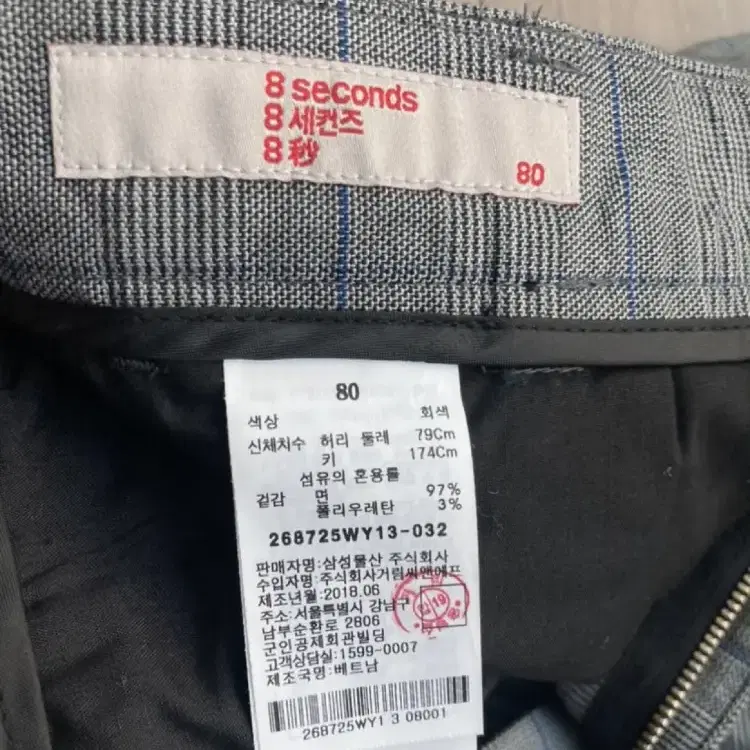 8 seconds
8 세컨즈
8 秒
80
80
색상 회색
신체치수 허리 둘레 79Cm
키 174Cm
섬유의 혼용률
겉감 면 97%
폴리우레탄 3%
268725WY13-032
판매자명:삼성물산 주식회사
수입자명:주식회사거림씨앤에프
제조년월:2018.06
주소:서울특별시 강남구
남부순환로 2806
군인공제회관빌딩
고객상담실:1599-0007
제조국명:베트남
268725WY1 3 08001